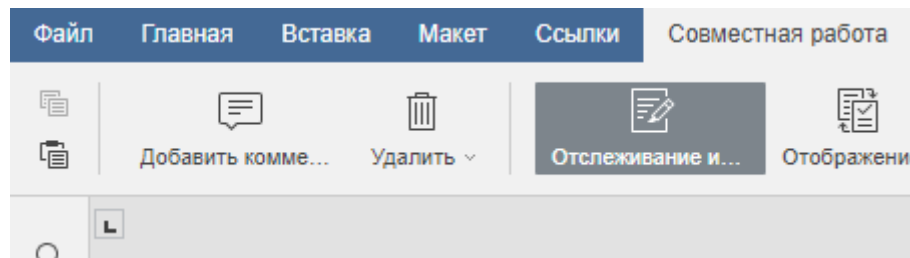 Файл Главная Вставка Макет Ссылки Совместная работа
Добавить комме... Удалить Отслеживание и... Отображени